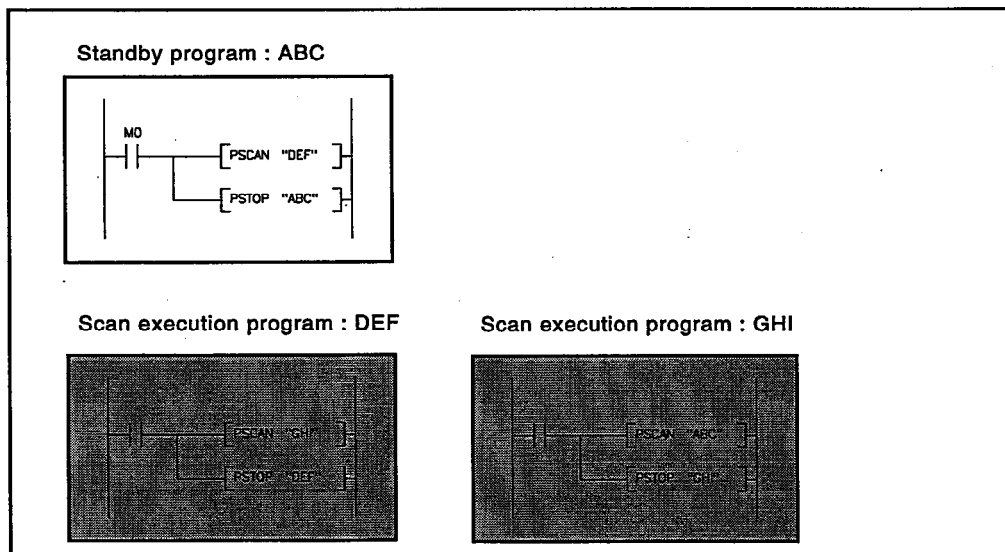 Standby program : ABC
M0
PSCAN "DEF"
PSTOP "ABC"
Scan execution program : DEF
Scan execution program : GHI
PSCAN "GHI"
PSTOP "DEF"
PSCAN "ABC"
PSTOP "GHI"